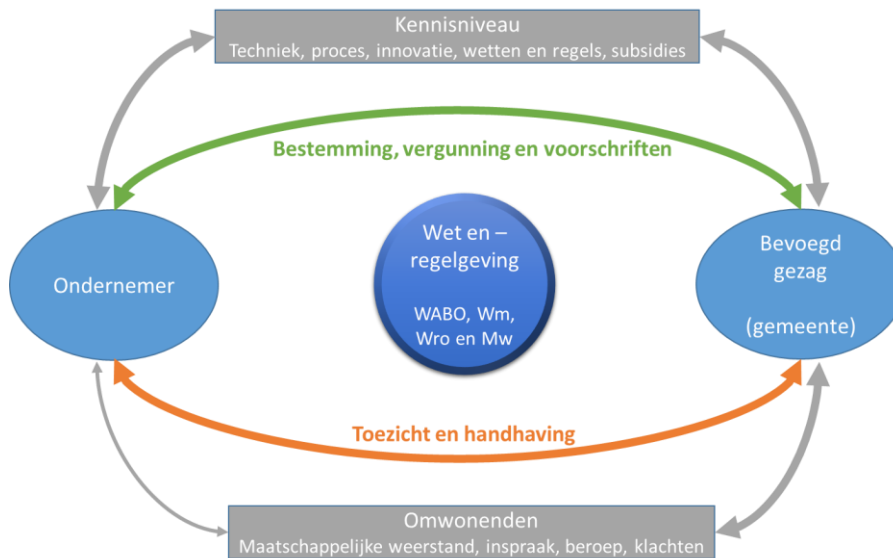 Kennisniveau
Techniek, proces, innovatie, wetten en regels, subsidies
Bestemming, vergunning en voorschriften
Ondernemer
Wet en –
regelgeving
WABO, Wm,
Wro en Mw
Bevoegd
gezag
(gemeente)
Toezicht en handhaving
Omwonenden
Maatschappelijke weerstand, inspraak, beroep, klachten